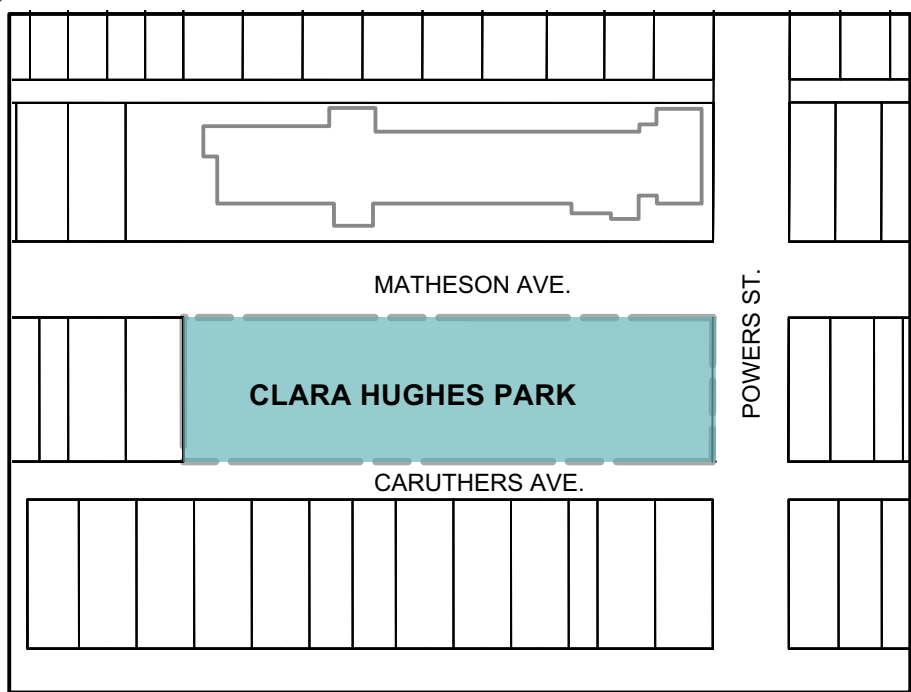 MATHESON AVE.
POWERS ST.
CLARA HUGHES PARK
CARUTHERS AVE.